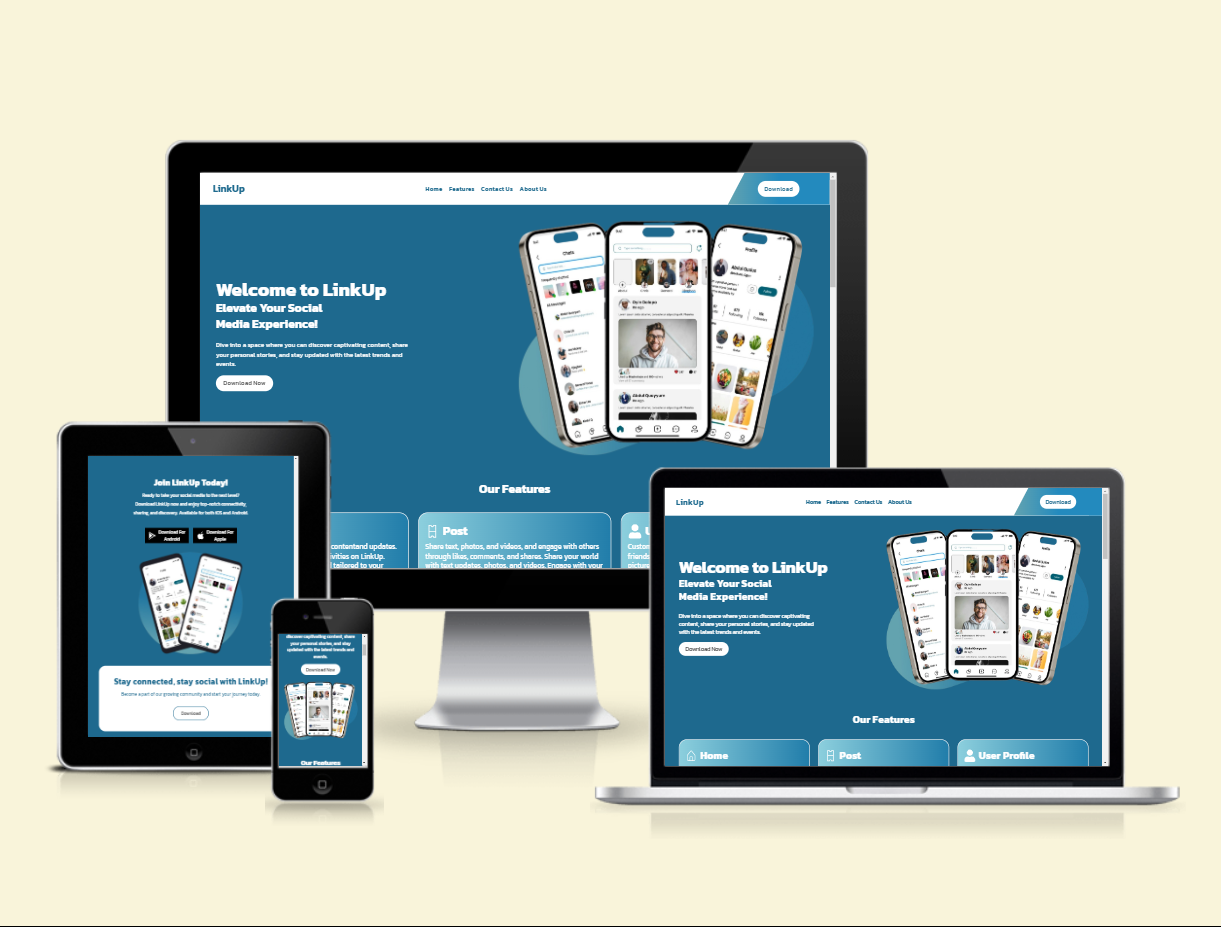 LinkUp
Home Features Contact Us About Us
Download
Welcome to LinkUp
Elevate Your Social
Media Experience!
Dive into a space where you can discover captivating content, share
your personal stories, and stay updated with the latest trends and
events.
Download Now
Chats
Profile
Our Features
contentand updates.
vities on LinkUp.
tailored to your
Post
Share text, photos, and videos, and engage with others
through likes, comments, and shares. Share your world
with text updates, photos, and videos. Engage with your
U
Custom
friends
picture
Join LinkUp Today!
Ready to take your social media to the next level?
Download LinkUp now and enjoy top-notch connectivity,
sharing, and discovery. Available for both iOS and Android.
Download For
Android
Download For
Apple
Stay connected, stay social with LinkUp!
Become a part of our growing community and start your journey today.
Download
discover captivating content, share
your personal stories, and stay
updated with the latest trends and
events.
Download Now
Our Features
LinkUp
Home Features Contact Us About Us
Download
Welcome to LinkUp
Elevate Your Social
Media Experience!
Dive into a space where you can discover captivating
content, share your personal stories, and stay updated
with the latest trends and events.
Download Now
Our Features
Home
Post
User Profile